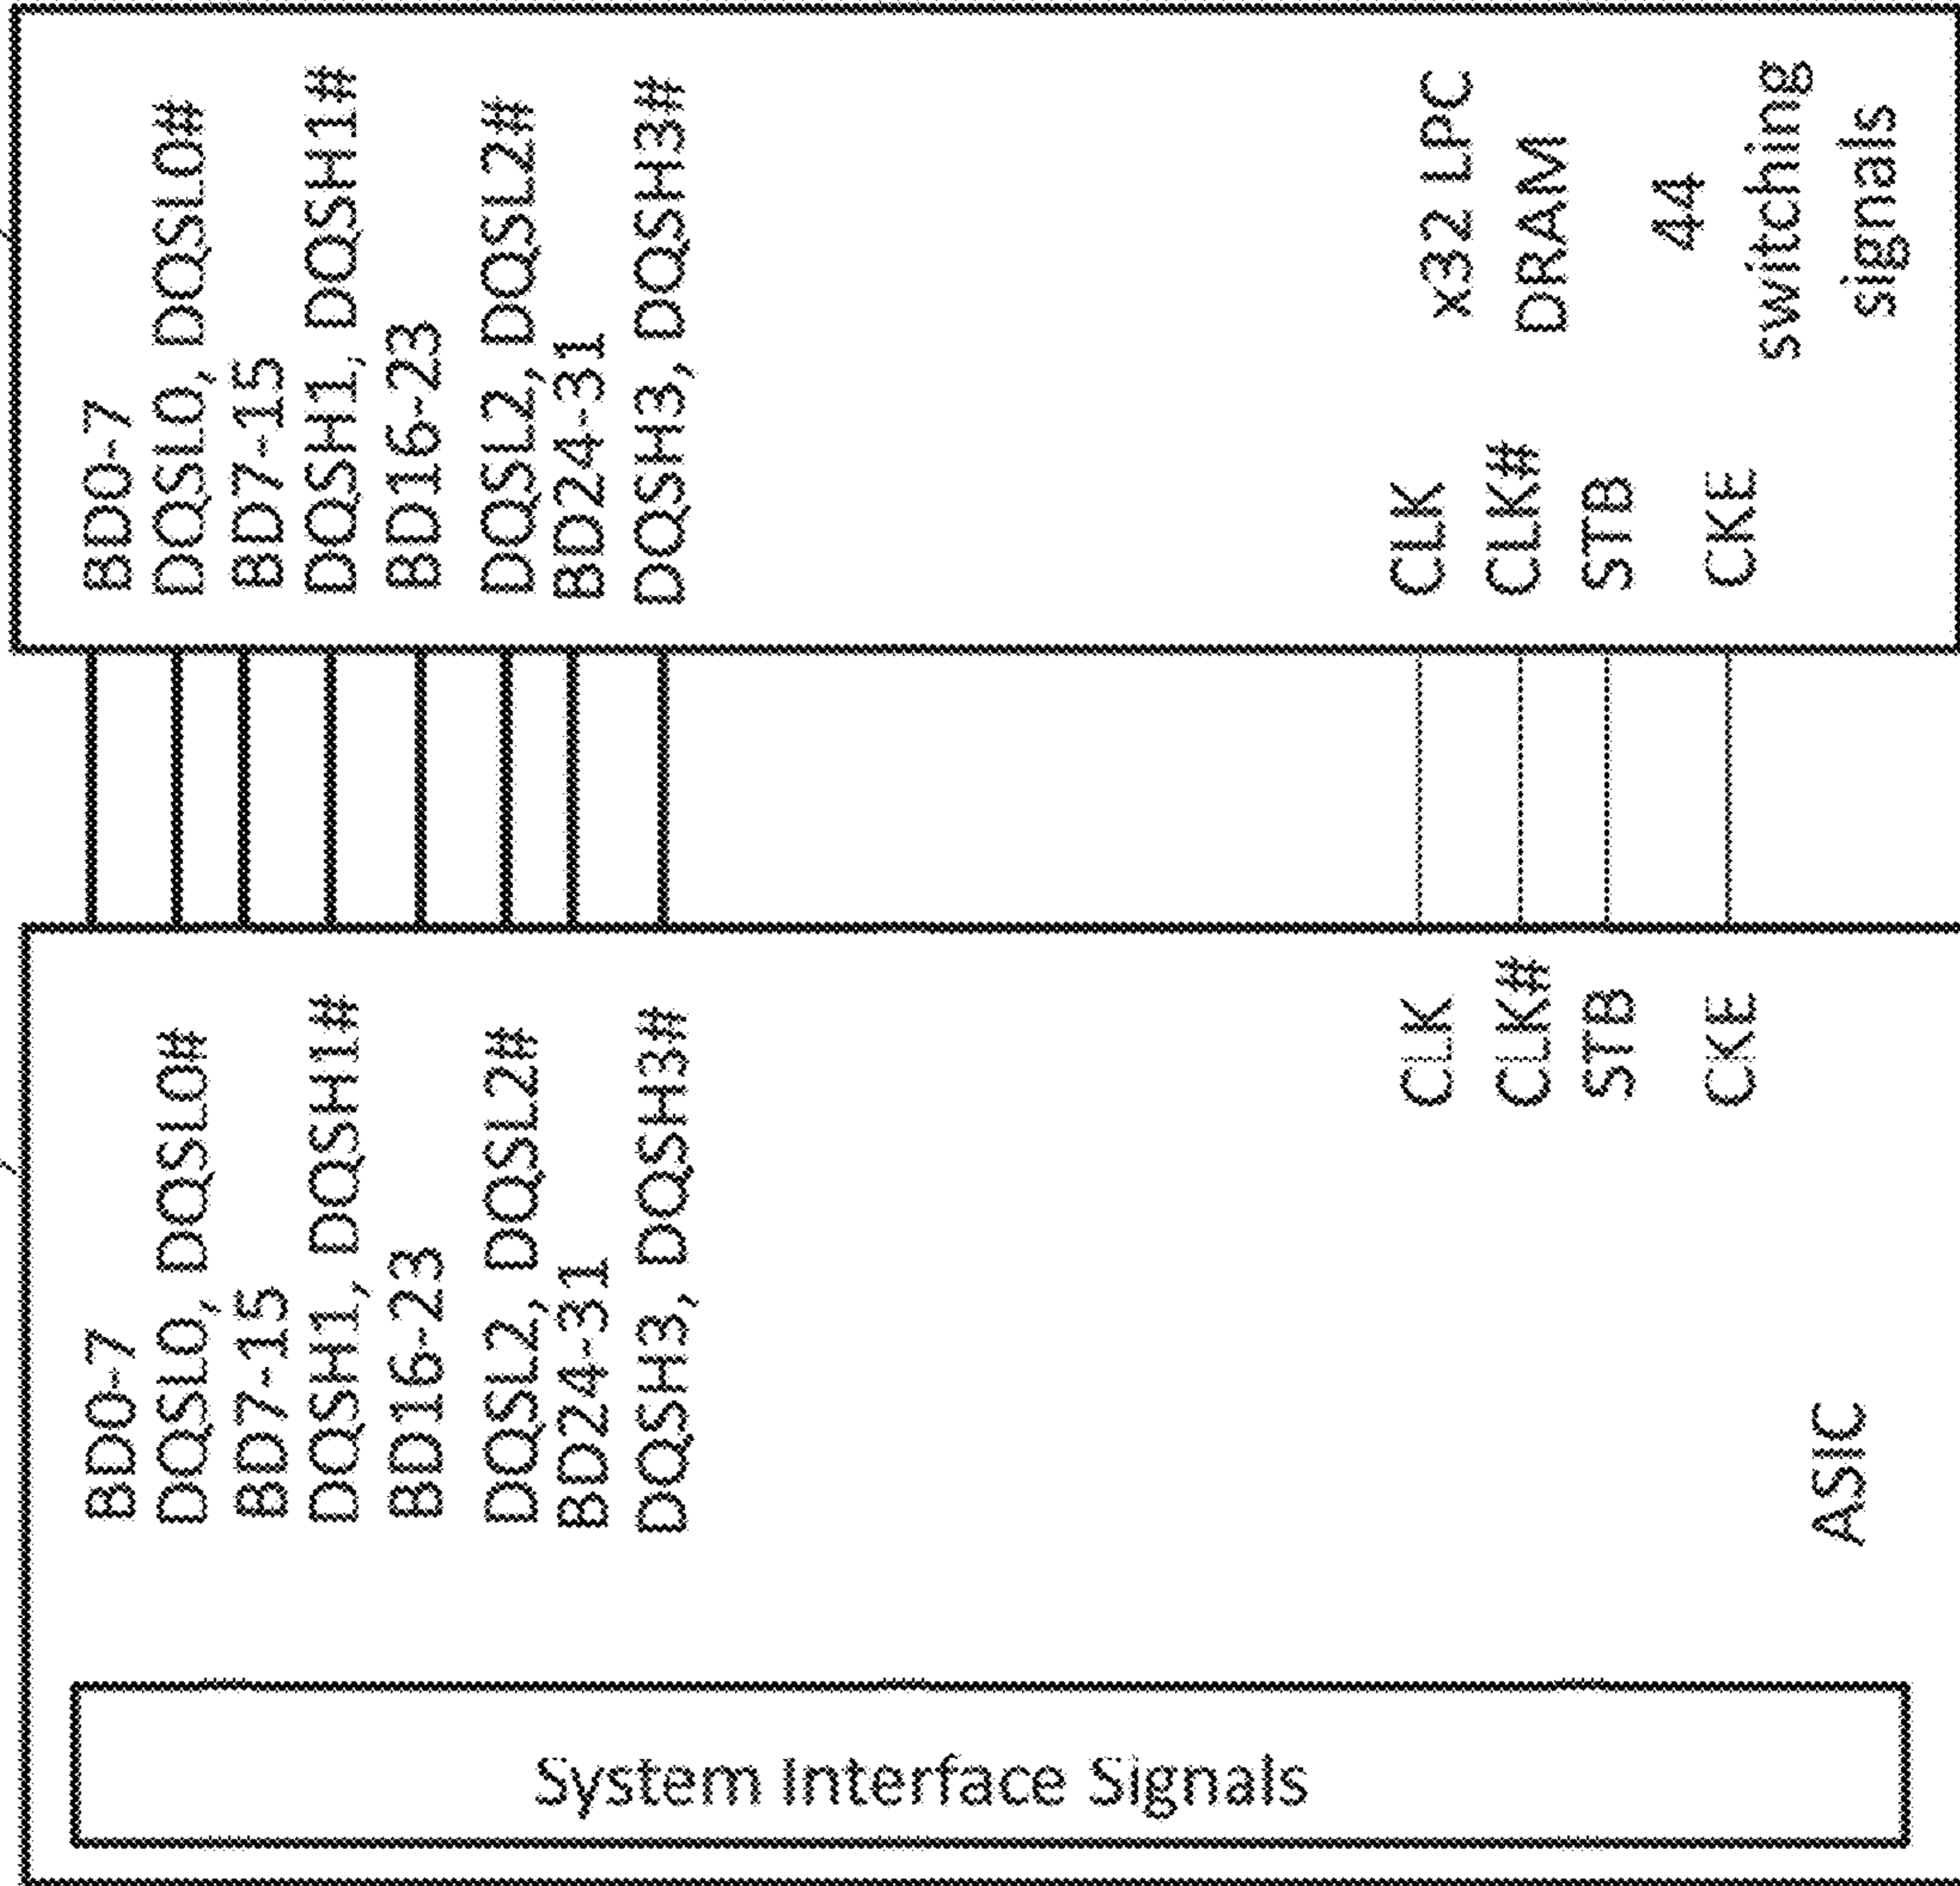 BD0-7
DQSL0, DQSL0#
BD7-15
DQSH1, DQSH1#
BD16-23
DQSL2, DQSL2#
BD24-31
DQSH3, DQSH3#
CLK
CLK#
STB
CKE
x32 LPC
DRAM
44
switching
signals
BD0-7
DQSL0, DQSL0#
BD7-15
DQSH1, DQSH1#
BD16-23
DQSL2, DQSL2#
BD24-31
DQSH3, DQSH3#
CLK
CLK#
STB
CKE
ASIC
System Interface Signals